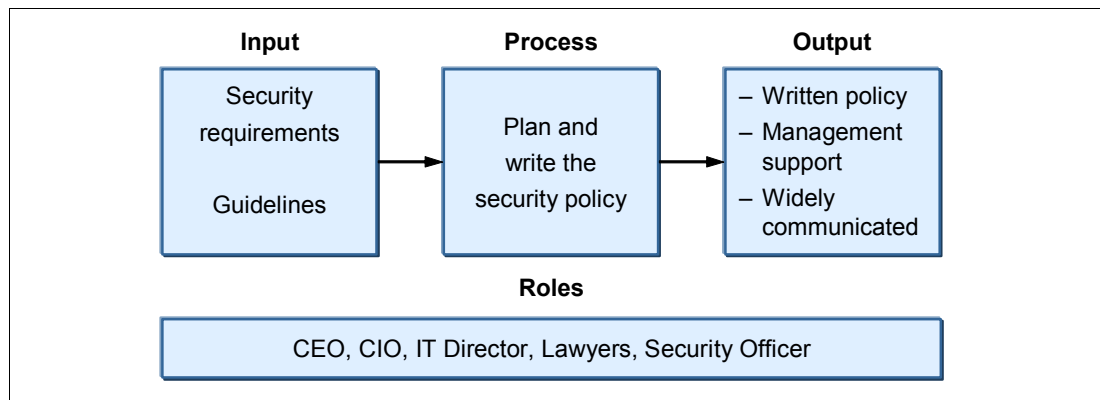 Input
Process
Output
Security
requirements
Guidelines
Plan and
write the
security policy
– Written policy
– Management
support
– Widely
communicated
Roles
CEO, CIO, IT Director, Lawyers, Security Officer